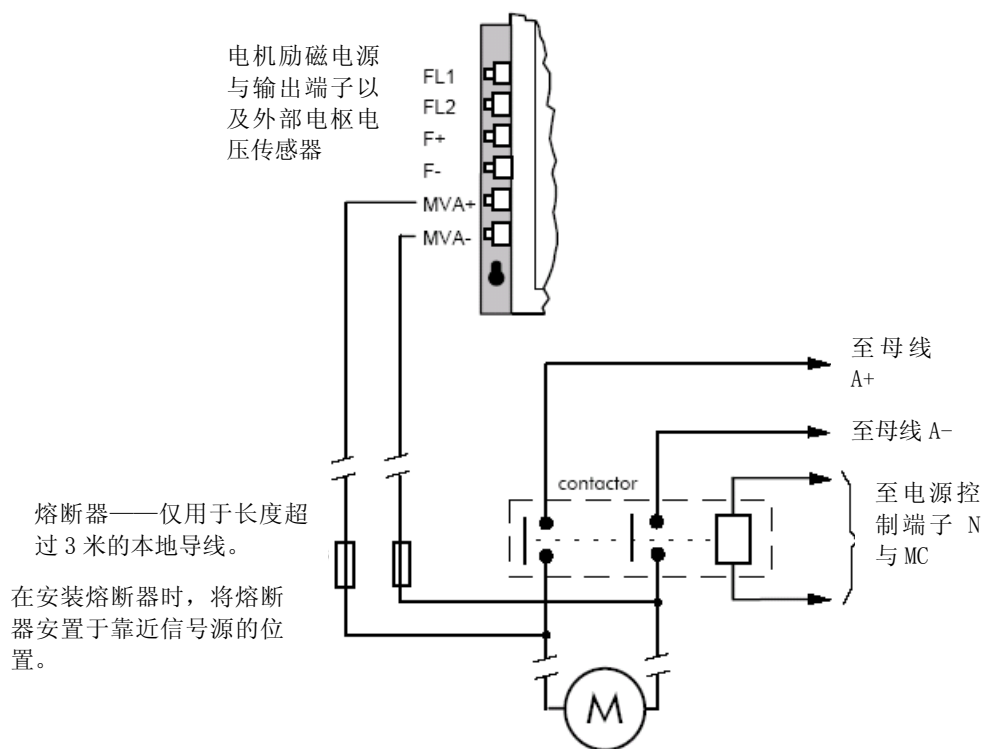 电机励磁电源
与输出端子以
及外部电枢电
压传感器
FL1
FL2
F+
F-
MVA+
MVA-
至母线
A+
至母线 A-
contactor
至电源控
制端子 N
与 MC
熔断器——仅用于长度超
过 3 米的本地导线。
在安装熔断器时，将熔断
器安置于靠近信号源的位
置。
M